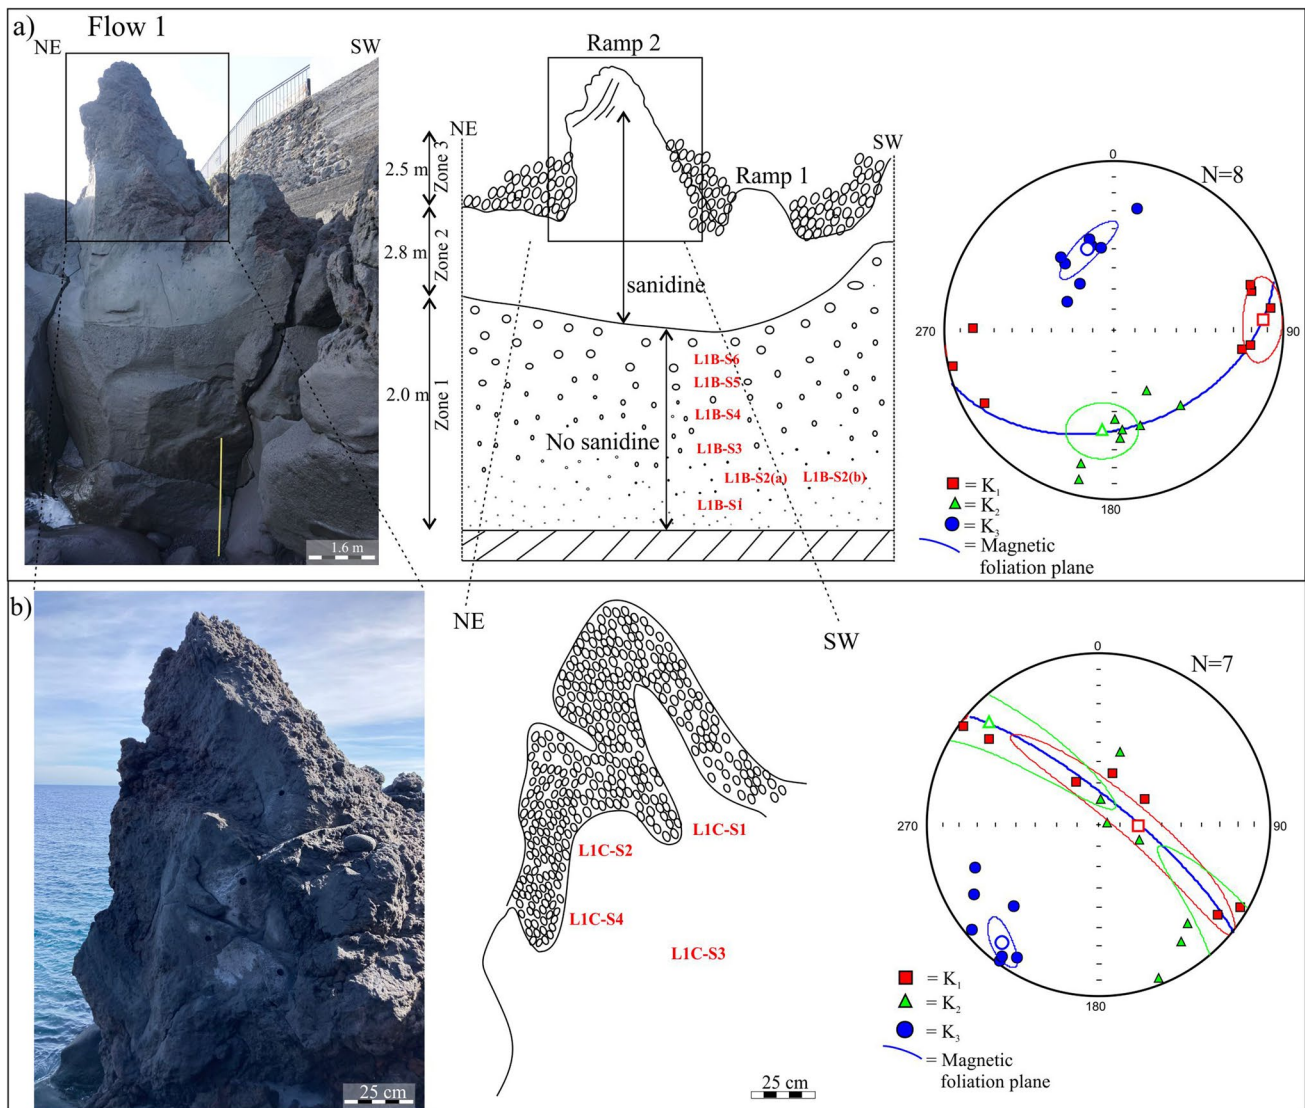 a)
Flow 1
NE
SW
1.6 m
2.5 m
Zone 3
2.8 m
Zone 2
2.0 m
Zone 1
Ramp 2
NE
SW
Ramp 1
sanidine
No sanidine
L1B-S6
L1B-S5
L1B-S4
L1B-S3
L1B-S2(a)
L1B-S2(b)
L1B-S1
N=8
0
270
90
180
= K₁
= K₂
= K₃
= Magnetic
foliation plane
b)
25 cm
NE
SW
L1C-S1
L1C-S2
L1C-S4
L1C-S3
25 cm
N=7
0
270
90
180
= K₁
= K₂
= K₃
= Magnetic
foliation plane